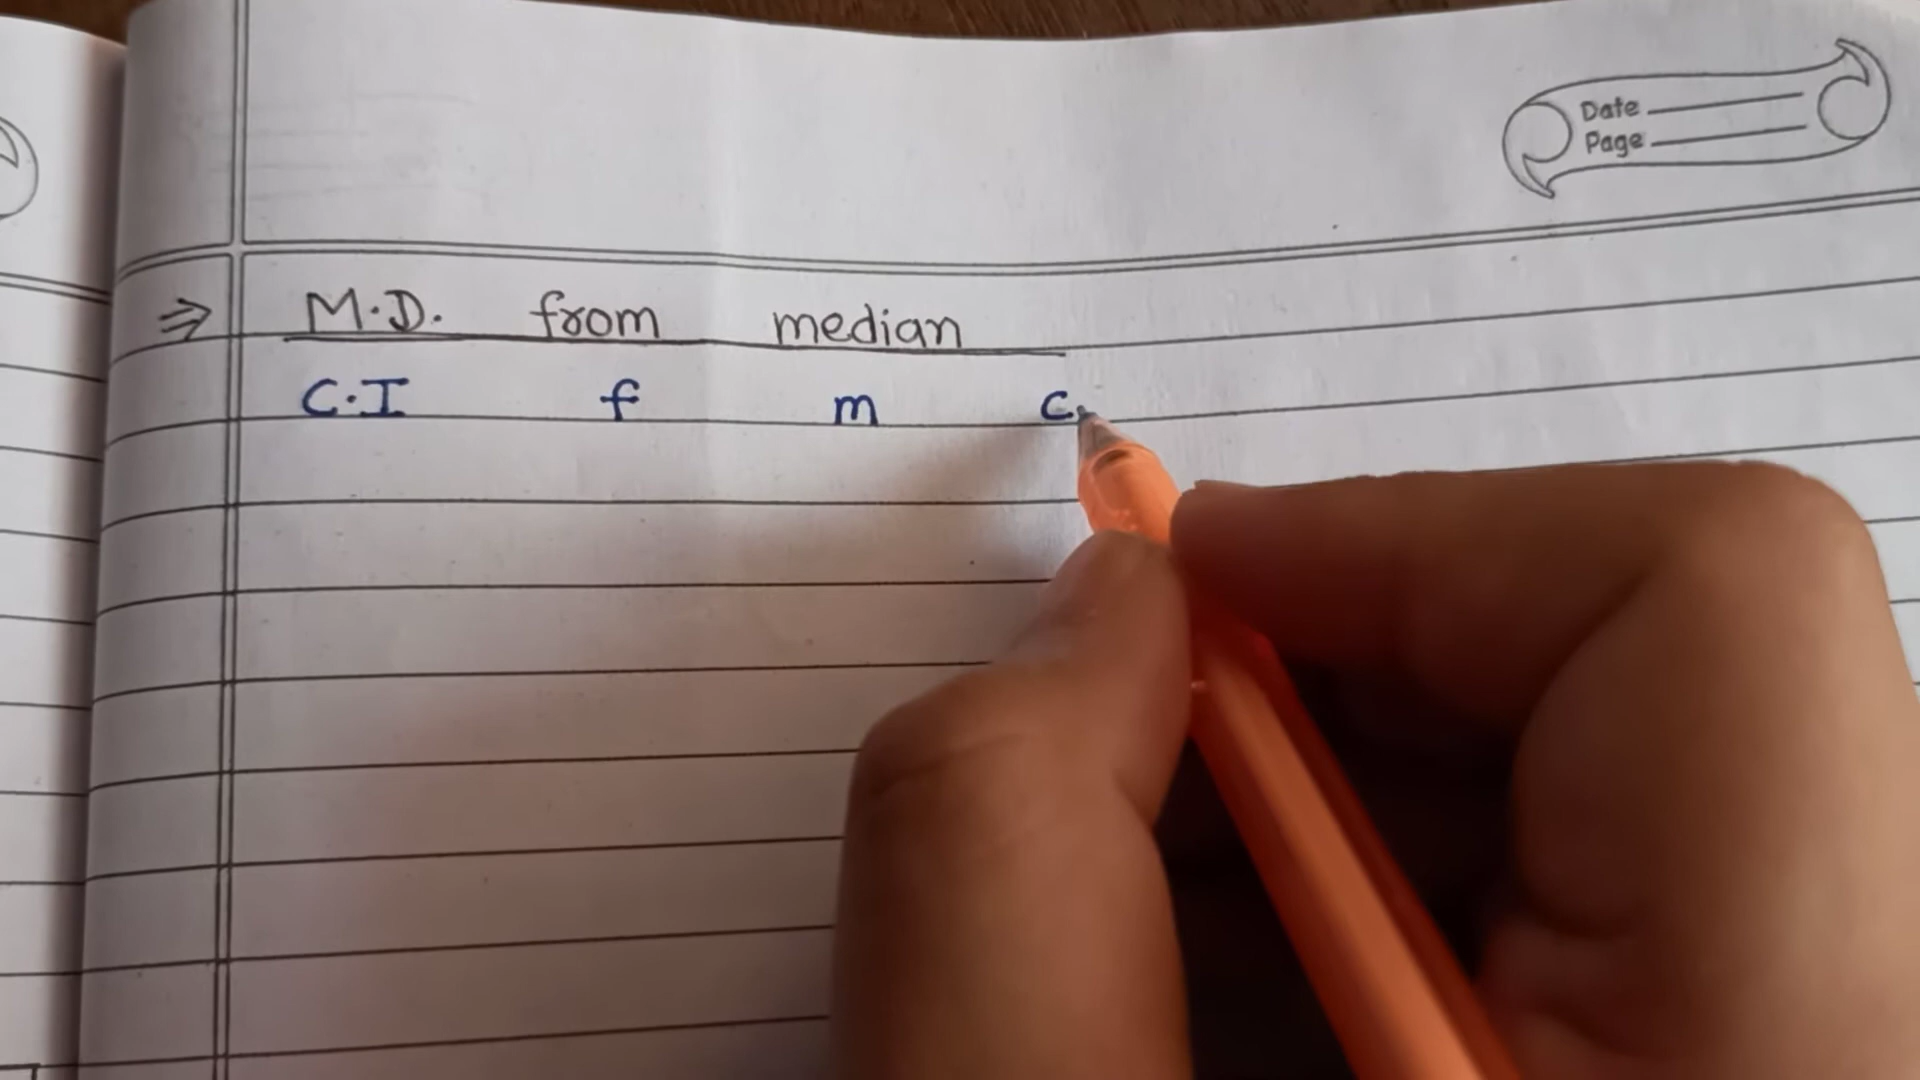 Date
Page
⇒ M.D. from median
C.I f m c.